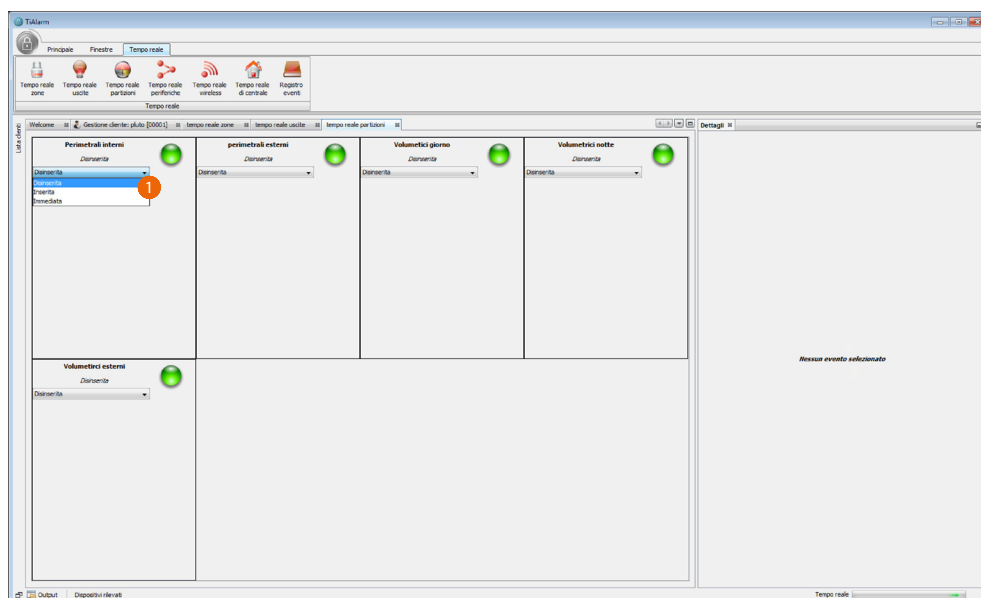 TiAlarm
Principale Finestre Tempo reale
Tempo reale zone
Tempo reale uscite
Tempo reale partizioni
Tempo reale periferiche
Tempo reale wireless
Tempo reale di centrale
Registro eventi
Tempo reale
Lista clienti
Welcome Gestione cliente: pluto [00001] tempo reale zone tempo reale uscite tempo reale partizioni
Dettagli
Perimetrali interni
Disinserita
Disinserita
Disinserita
Inserita
Immediata
1
perimetrali esterni
Disinserita
Disinserita
Volumetici giorno
Disinserita
Disinserita
Volumetrici notte
Disinserita
Disinserita
Volumetirci esterni
Disinserita
Disinserita
Nessun evento selezionato
Output Dispositivi rilevati
Tempo reale